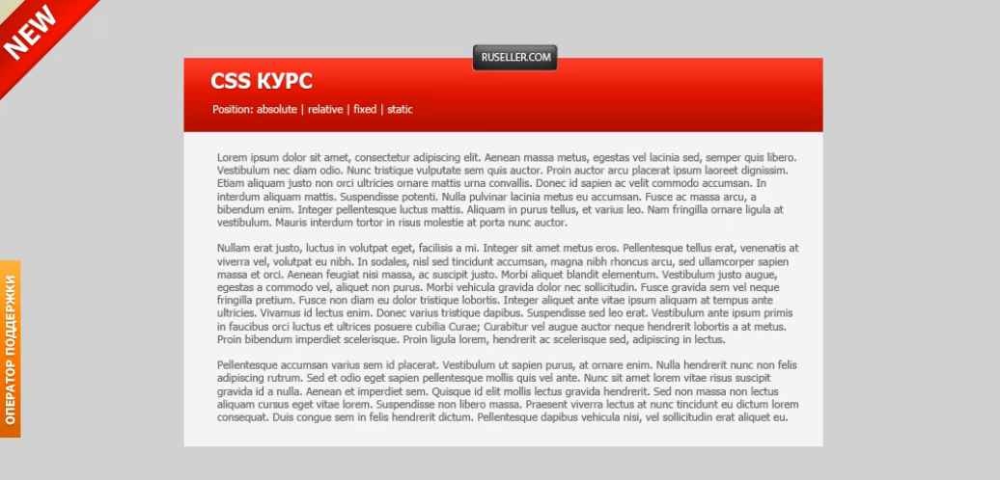 NEW
RUSELLER.COM
CSS КУРС
Position: absolute | relative | fixed | static
Lorem ipsum dolor sit amet, consectetur adipiscing elit. Aenean massa metus, egestas vel lacinia sed, semper quis libero.
Vestibulum nec diam odio. Nunc tristique vulputate sem quis auctor. Proin auctor arcu placerat ipsum laoreet dignissim.
Etiam aliquam justo non orci ultricies ornare mattis urna convallis. Donec id sapien ac velit commodo accumsan. In
interdum aliquam mattis. Suspendisse potenti. Nulla pulvinar lacinia metus eu accumsan. Fusce ac massa arcu, a
bibendum enim. Integer pellentesque luctus mattis. Aliquam in purus tellus, et varius leo. Nam fringilla ornare ligula at
vestibulum. Mauris interdum tortor in risus molestie at porta nunc auctor.
Nullam erat justo, luctus in volutpat eget, facilisis a mi. Integer sit amet metus eros. Pellentesque tellus erat, venenatis at
viverra vel, volutpat eu nibh. In sodales, nisl sed tincidunt accumsan, magna nibh rhoncus arcu, sed ullamcorper sapien
massa et orci. Aenean feugiat nisi massa, ac suscipit justo. Morbi aliquet blandit elementum. Vestibulum justo augue,
egestas a commodo vel, aliquet non purus. Morbi vehicula gravida dolor nec sollicitudin. Fusce gravida sem vel neque
fringilla pretium. Fusce non diam eu dolor tristique lobortis. Integer aliquet ante vitae ipsum aliquam at tempus ante
ultricies. Vivamus id lectus enim. Donec varius tristique dapibus. Suspendisse sed leo erat. Vestibulum ante ipsum primis
in faucibus orci luctus et ultrices posuere cubilia Curae; Curabitur vel augue auctor neque hendrerit lobortis a at metus.
Proin bibendum imperdiet scelerisque. Proin ligula lorem, hendrerit ac scelerisque sed, adipiscing in lectus.
Pellentesque accumsan varius sem id placerat. Vestibulum ut sapien purus, at ornare enim. Nulla hendrerit nunc non felis
adipiscing rutrum. Sed et odio eget sapien pellentesque mollis quis vel ante. Nunc sit amet lorem vitae risus suscipit
gravida id a nulla. Aenean et imperdiet sem. Quisque id elit mollis lectus gravida hendrerit. Sed non massa non lectus
aliquam cursus eget vitae lorem. Suspendisse non libero massa. Praesent viverra lectus at nunc tincidunt eu dictum lorem
consequat. Duis congue sem in felis hendrerit dictum. Pellentesque dapibus vehicula nisi, vel sollicitudin erat aliquet eu.
ОПЕРАТОР ПОДДЕРЖКИ